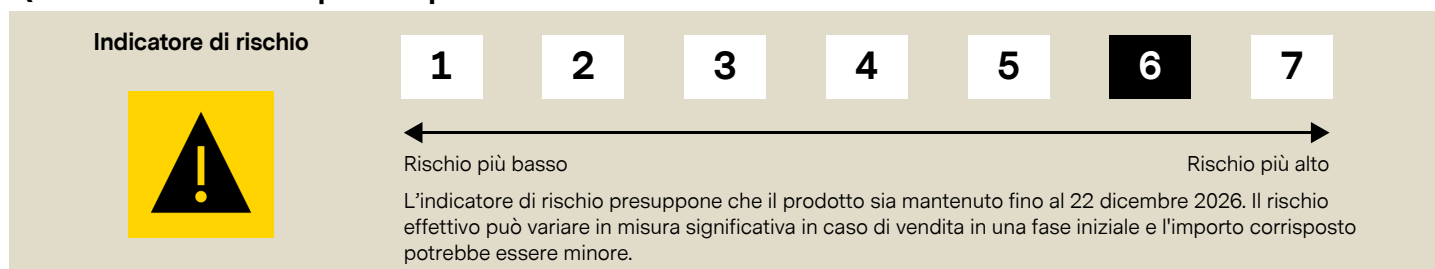 Indicatore di rischio
1 2 3 4 5 6 7
!
Rischio più basso Rischio più alto
L'indicatore di rischio presuppone che il prodotto sia mantenuto fino al 22 dicembre 2026. Il rischio
effettivo può variare in misura significativa in caso di vendita in una fase iniziale e l'importo corrisposto
potrebbe essere minore.